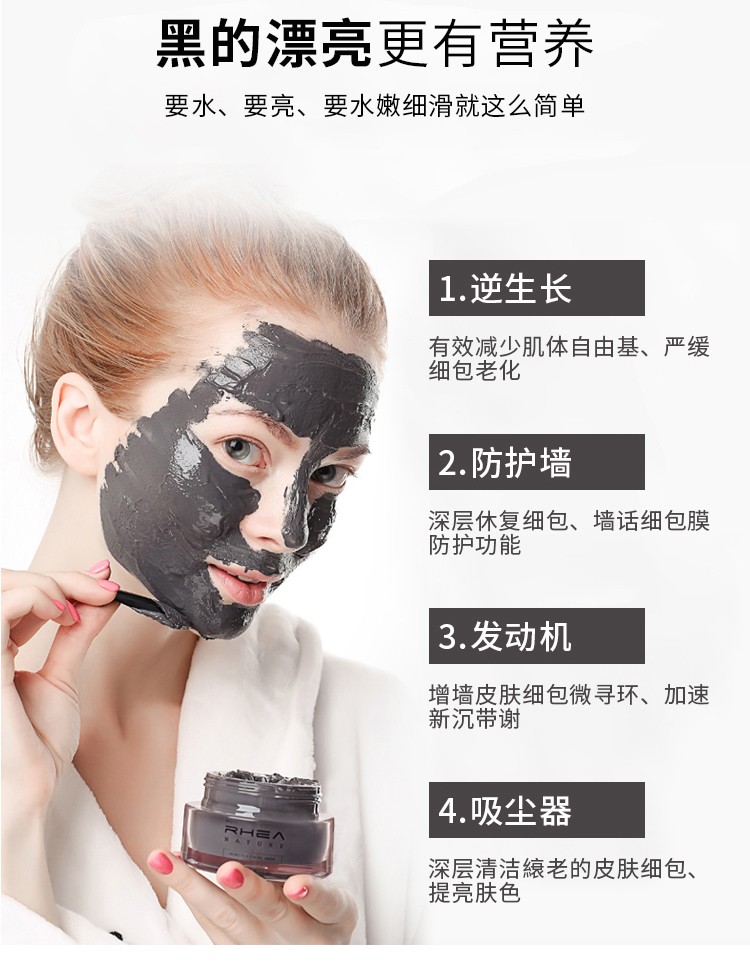 黑的漂亮更有营养
要水、要亮、要水嫩细滑就这么简单
1.逆生长
有效减少肌体自由基、严缓
细包老化
2.防护墙
深层休复细包、墙话细包膜
防护功能
3.发动机
增墙皮肤细包微寻环、加速
新沉带谢
4.吸尘器
深层清洁緩老的皮肤细包、
提亮肤色
RHEA
NATURE